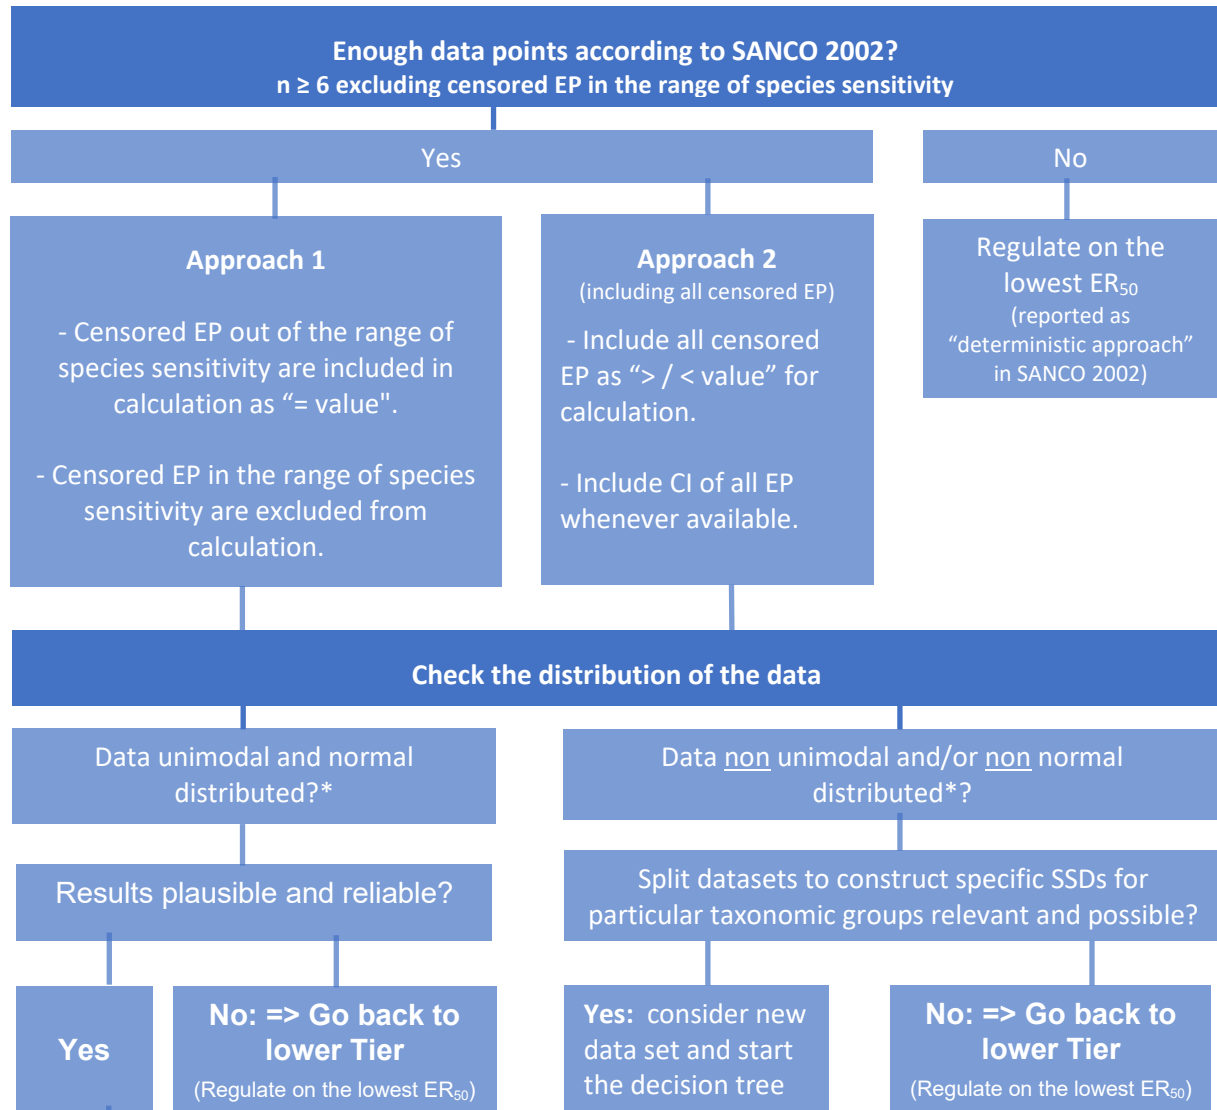 Enough data points according to SANCO 2002?
n ≥ 6 excluding censored EP in the range of species sensitivity
Yes
No
Approach 1
- Censored EP out of the range of
species sensitivity are included in
calculation as “= value".
- Censored EP in the range of species
sensitivity are excluded from
calculation.
Approach 2
(including all censored EP)
- Include all censored
EP as “> / < value” for
calculation.
- Include CI of all EP
whenever available.
Regulate on the
lowest ER₅₀
(reported as
“deterministic approach”
in SANCO 2002)
Check the distribution of the data
Data unimodal and normal
distributed?*
Data non unimodal and/or non normal
distributed*?
Results plausible and reliable?
Split datasets to construct specific SSDs for
particular taxonomic groups relevant and possible?
Yes
No: => Go back to
lower Tier
(Regulate on the lowest ER₅₀)
Yes: consider new
data set and start
the decision tree
No: => Go back to
lower Tier
(Regulate on the lowest ER₅₀)